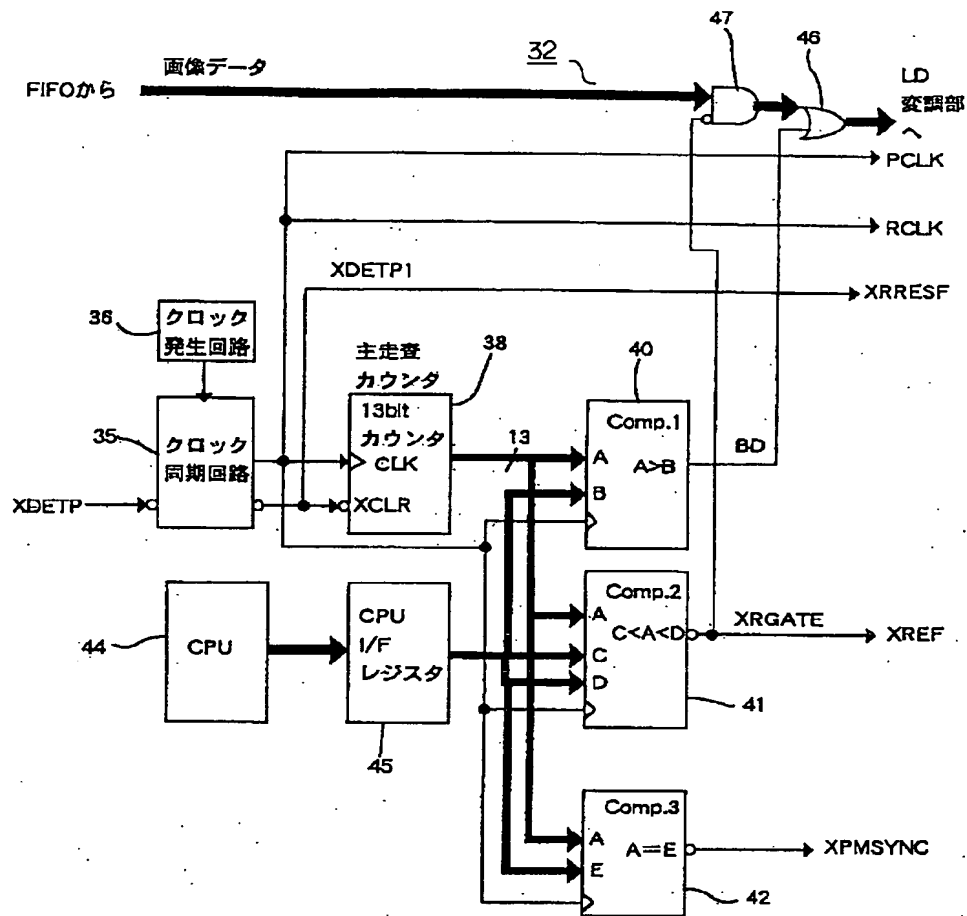 47
46
32
画像データ
FIFOから
LD
変調部
へ
PCLK
RCLK
XDETP1
XRRESF
36
クロック
発生回路
主走査
カウンタ
38
40
13bit
カウンタ
CLK
XCLR
13
Comp.1
A
B
A>B
BD
35
クロック
同期回路
XDETP
Comp.2
A
C
D
C<A<D
XRGATE
XREF
41
44
CPU
CPU
I/F
レジスタ
45
Comp.3
A
E
A=E
XPMSYNC
42